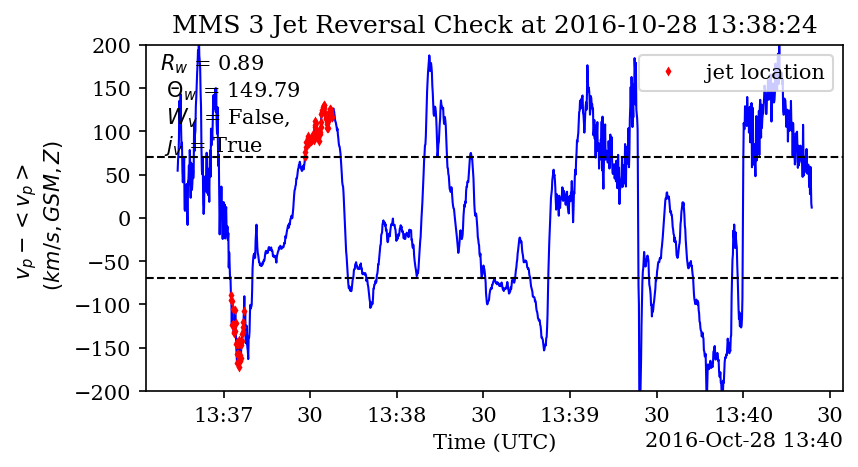 MMS 3 Jet Reversal Check at 2016-10-28 13:38:24
R_w = 0.89
Θ_w = 149.79
W_v = False,
j_v = True
jet location
v_p − <v_p>
(km/s, GSM, Z)
200
150
100
50
0
−50
−100
−150
−200
13:37 30 13:38 30 13:39 30 13:40 30
Time (UTC)
2016-Oct-28 13:40